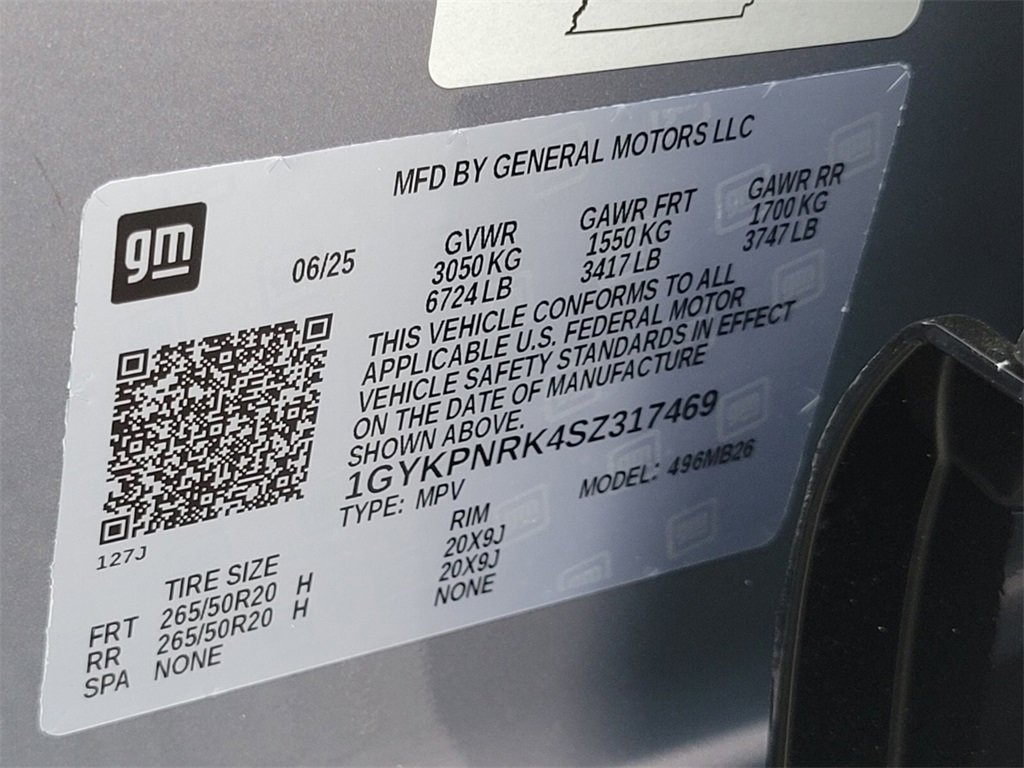 MFD BY GENERAL MOTORS LLC
gm
06/25
GVWR GAWR FRT GAWR RR
3050 KG 1550 KG 1700 KG
6724 LB 3417 LB 3747 LB
THIS VEHICLE CONFORMS TO ALL
APPLICABLE U.S. FEDERAL MOTOR
VEHICLE SAFETY STANDARDS IN EFFECT
ON THE DATE OF MANUFACTURE
SHOWN ABOVE.
1GYKPNRK4SZ317469
TYPE: MPV MODEL: 496MB26
127J
TIRE SIZE RIM
FRT 265/50R20 H 20X9J
RR 265/50R20 H 20X9J
SPA NONE NONE